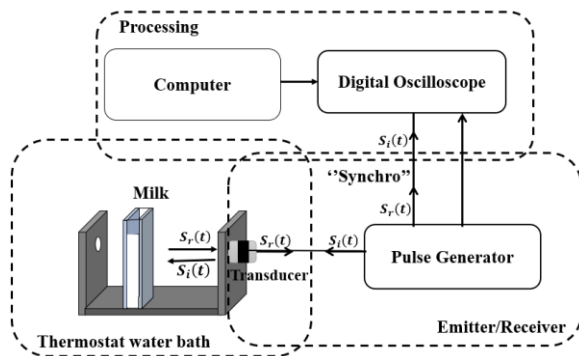 Processing
Computer
Digital Oscilloscope
Sᵢ(t)
‘’Synchro’’
Sᵣ(t)
Milk
Sᵣ(t)
Sᵢ(t)
Sᵣ(t)
Sᵢ(t)
Transducer
Pulse Generator
Thermostat water bath
Emitter/Receiver